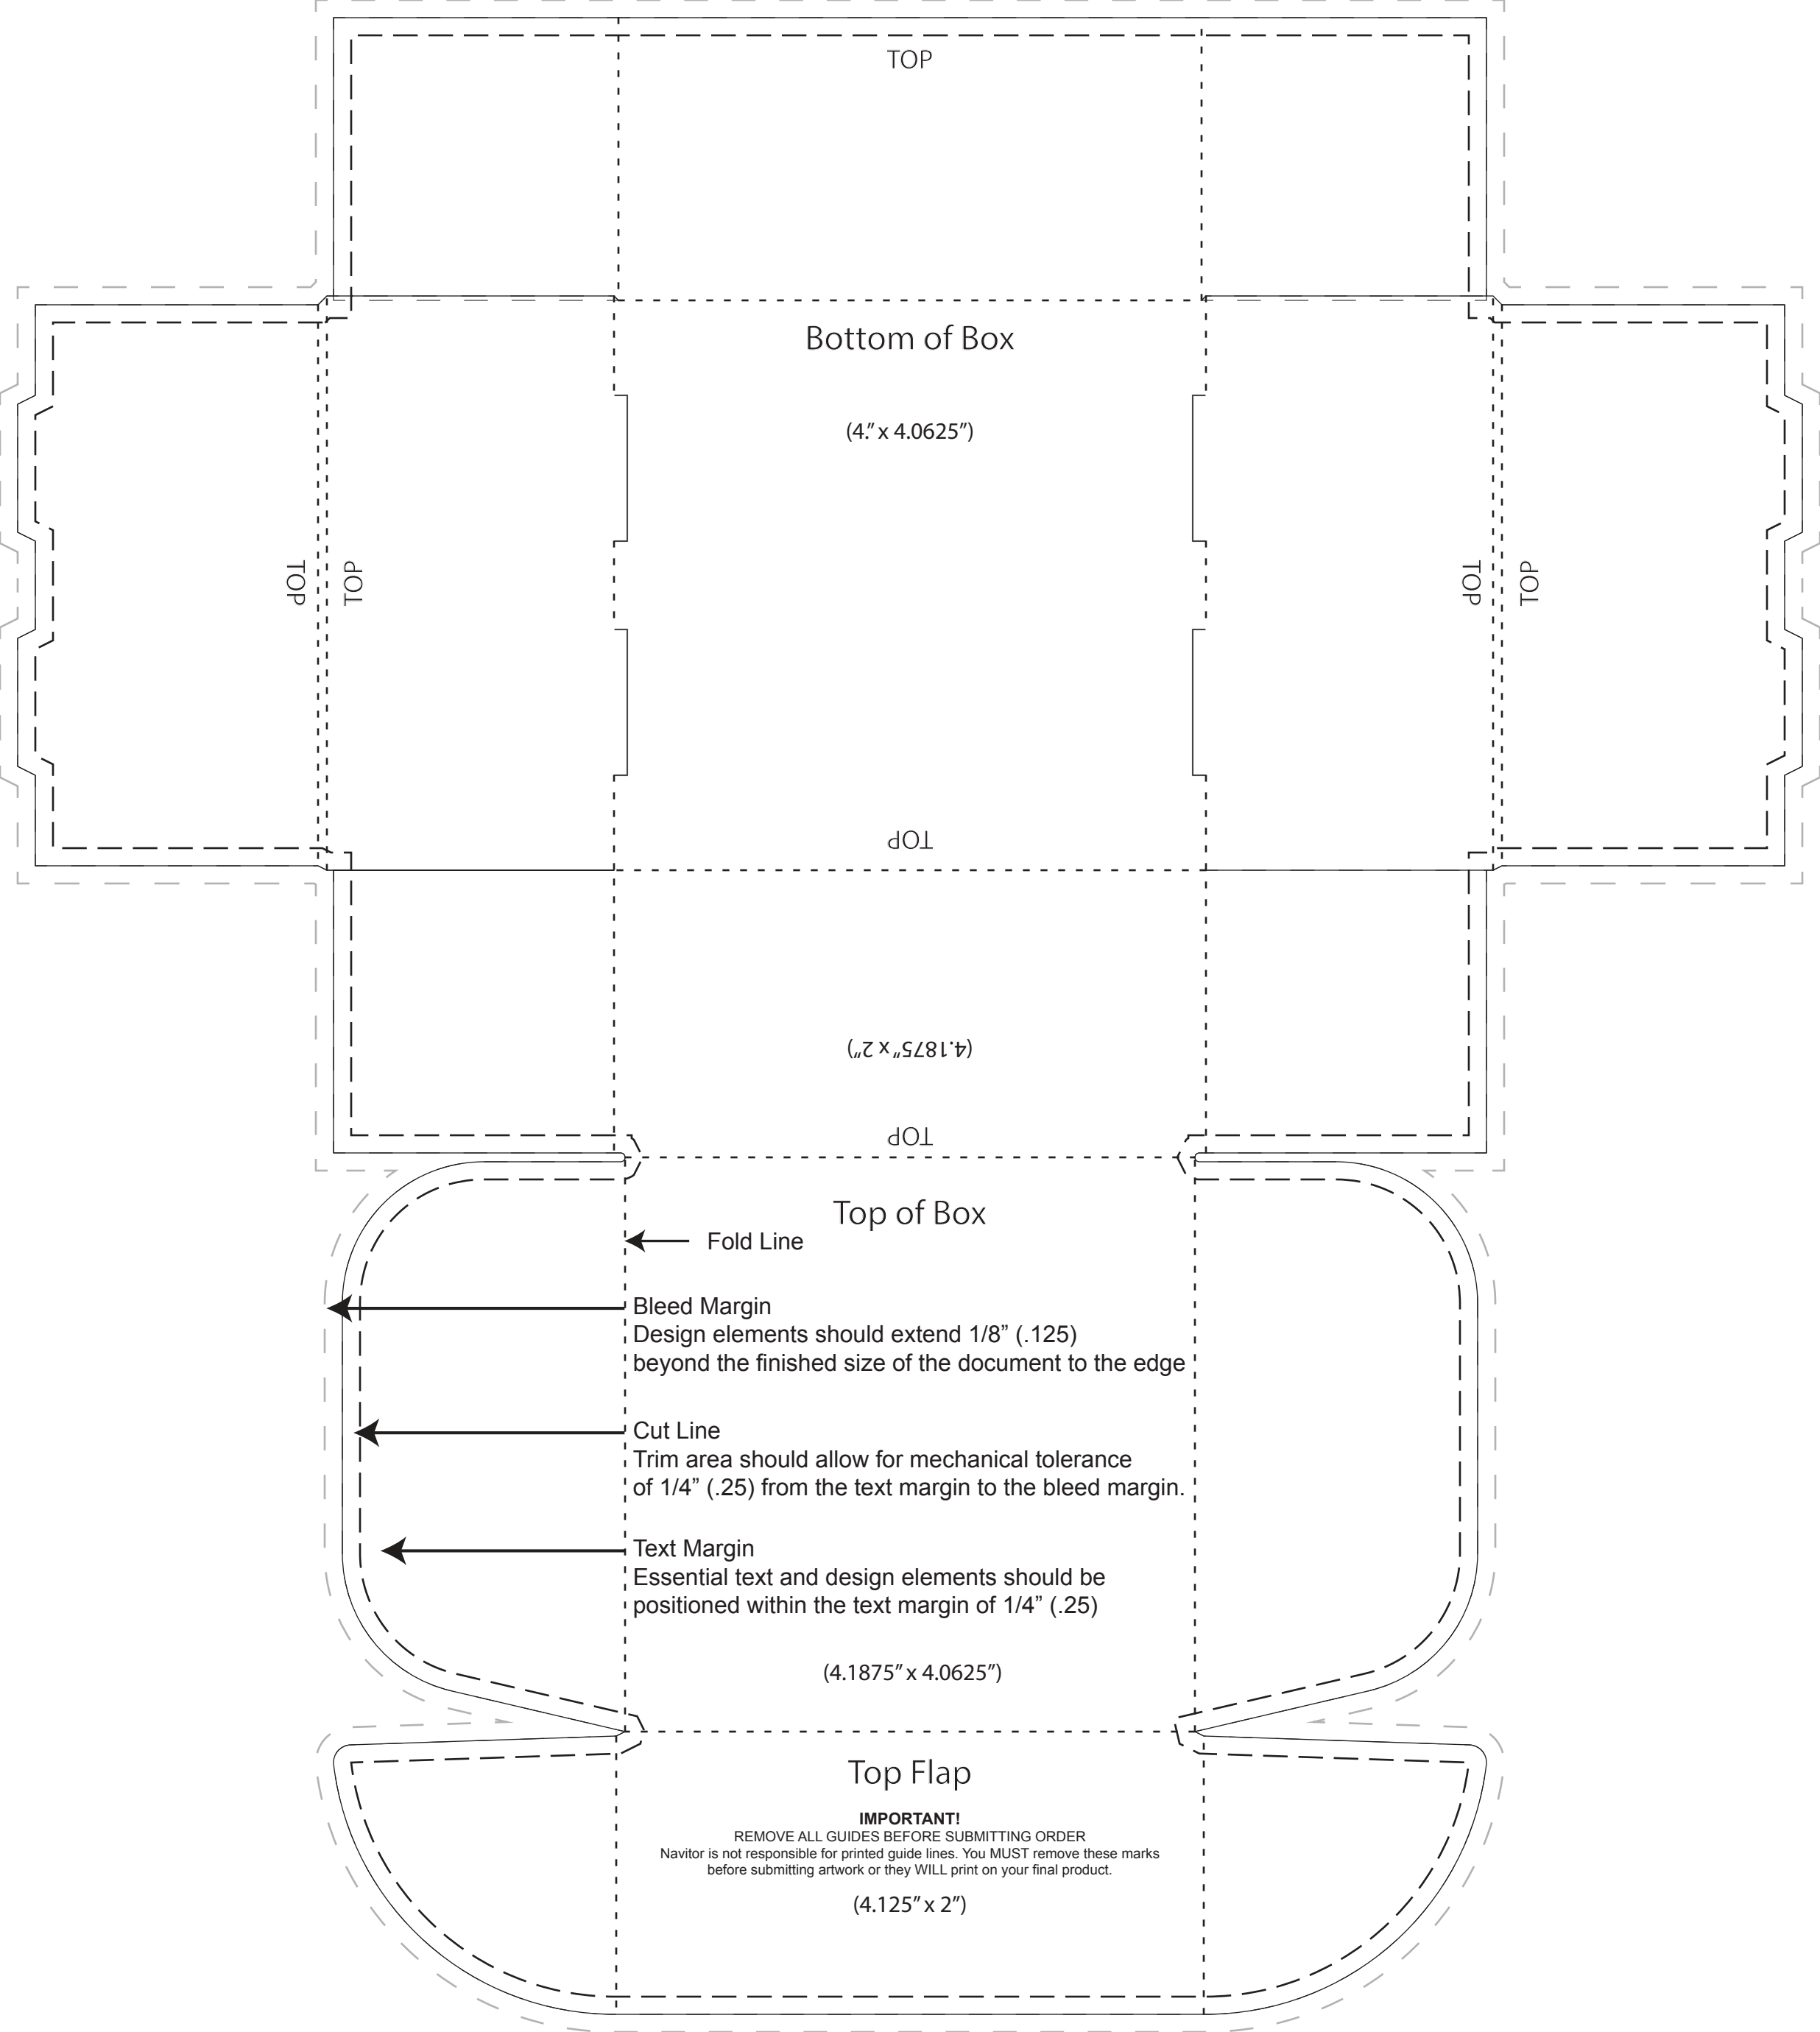 TOP
Bottom of Box
(4.” x 4.0625”)
TOP
TOP
TOP
TOP
TOP
(4.1875” x 2”)
TOP
Top of Box
Fold Line
Bleed Margin
Design elements should extend 1/8” (.125)
beyond the finished size of the document to the edge
Cut Line
Trim area should allow for mechanical tolerance
of 1/4” (.25) from the text margin to the bleed margin.
Text Margin
Essential text and design elements should be
positioned within the text margin of 1/4” (.25)
(4.1875” x 4.0625”)
Top Flap
IMPORTANT!
REMOVE ALL GUIDES BEFORE SUBMITTING ORDER
Navitor is not responsible for printed guide lines. You MUST remove these marks
before submitting artwork or they WILL print on your final product.
(4.125” x 2”)